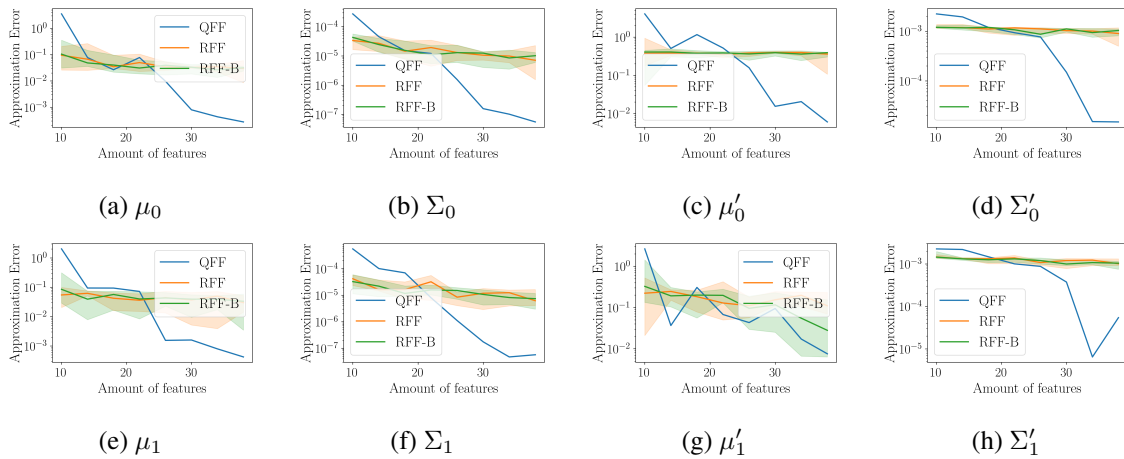 Approximation Error
10^0
10^-1
10^-2
10^-3
QFF
RFF
RFF-B
10 20 30
Amount of features
(a) μ_0
Approximation Error
10^-4
10^-5
10^-6
10^-7
QFF
RFF
RFF-B
10 20 30
Amount of features
(b) Σ_0
Approximation Error
10^0
10^-1
10^-2
QFF
RFF
RFF-B
10 20 30
Amount of features
(c) μ′_0
Approximation Error
10^-3
10^-4
QFF
RFF
RFF-B
10 20 30
Amount of features
(d) Σ′_0
Approximation Error
10^0
10^-1
10^-2
10^-3
QFF
RFF
RFF-B
10 20 30
Amount of features
(e) μ_1
Approximation Error
10^-4
10^-5
10^-6
10^-7
QFF
RFF
RFF-B
10 20 30
Amount of features
(f) Σ_1
Approximation Error
10^0
10^-1
10^-2
QFF
RFF
RFF-B
10 20 30
Amount of features
(g) μ′_1
Approximation Error
10^-3
10^-4
10^-5
QFF
RFF
RFF-B
10 20 30
Amount of features
(h) Σ′_1